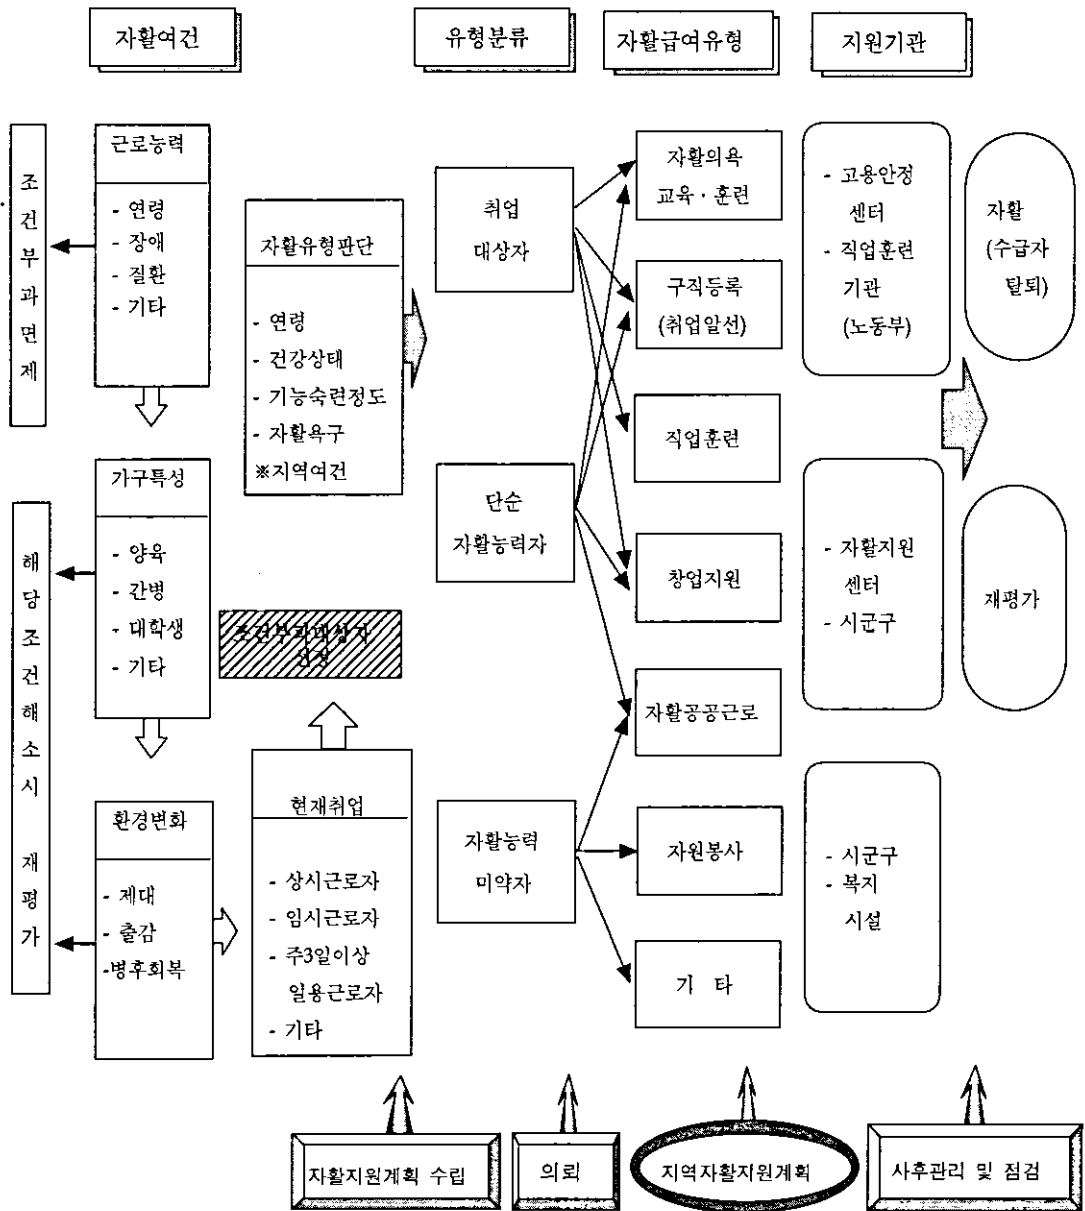 자활여건
유형분류
자활급여유형
지원기관
조건부과면제
근로능력
- 연령
- 장애
- 질환
- 기타
해당조건해소시 재평가
가구특성
- 양육
- 간병
- 대학생
- 기타
환경변화
- 제대
- 출감
-병후회복
자활유형판단
- 연령
- 건강상태
- 기능숙련정도
- 자활욕구
※지역여건
조건부과대상자
선정
현재취업
- 상시근로자
- 임시근로자
- 주3일이상
일용근로자
- 기타
취업
대상자
단순
자활능력자
자활능력
미약자
자활의욕
교육·훈련
구직등록
(취업알선)
직업훈련
창업지원
자활공공근로
자원봉사
기 타
- 고용안정
센터
- 직업훈련
기관
(노동부)
- 자활지원
센터
- 시군구
- 시군구
- 복지
시설
자활
(수급자
탈퇴)
재평가
자활지원계획 수립
의뢰
지역자활지원계획
사후관리 및 점검